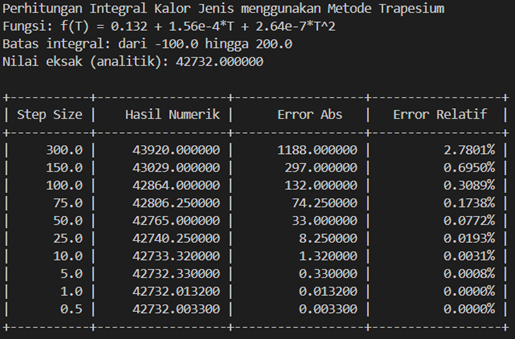 Perhitungan Integral Kalor Jenis menggunakan Metode Trapesium
Fungsi: f(T) = 0.132 + 1.56e-4*T + 2.64e-7*T^2
Batas integral: dari -100.0 hingga 200.0
Nilai eksak (analitik): 42732.000000
+-----------+-----------------+-----------------+-----------------+
| Step Size | Hasil Numerik | Error Abs | Error Relatif |
+-----------+-----------------+-----------------+-----------------+
| 300.0 | 43920.000000 | 1188.000000 | 2.7801% |
| 150.0 | 43029.000000 | 297.000000 | 0.6950% |
| 100.0 | 42864.000000 | 132.000000 | 0.3089% |
| 75.0 | 42806.250000 | 74.250000 | 0.1738% |
| 50.0 | 42765.000000 | 33.000000 | 0.0772% |
| 25.0 | 42740.250000 | 8.250000 | 0.0193% |
| 10.0 | 42733.320000 | 1.320000 | 0.0031% |
| 5.0 | 42732.330000 | 0.330000 | 0.0008% |
| 1.0 | 42732.013200 | 0.013200 | 0.0000% |
| 0.5 | 42732.003300 | 0.003300 | 0.0000% |
+-----------+-----------------+-----------------+-----------------+